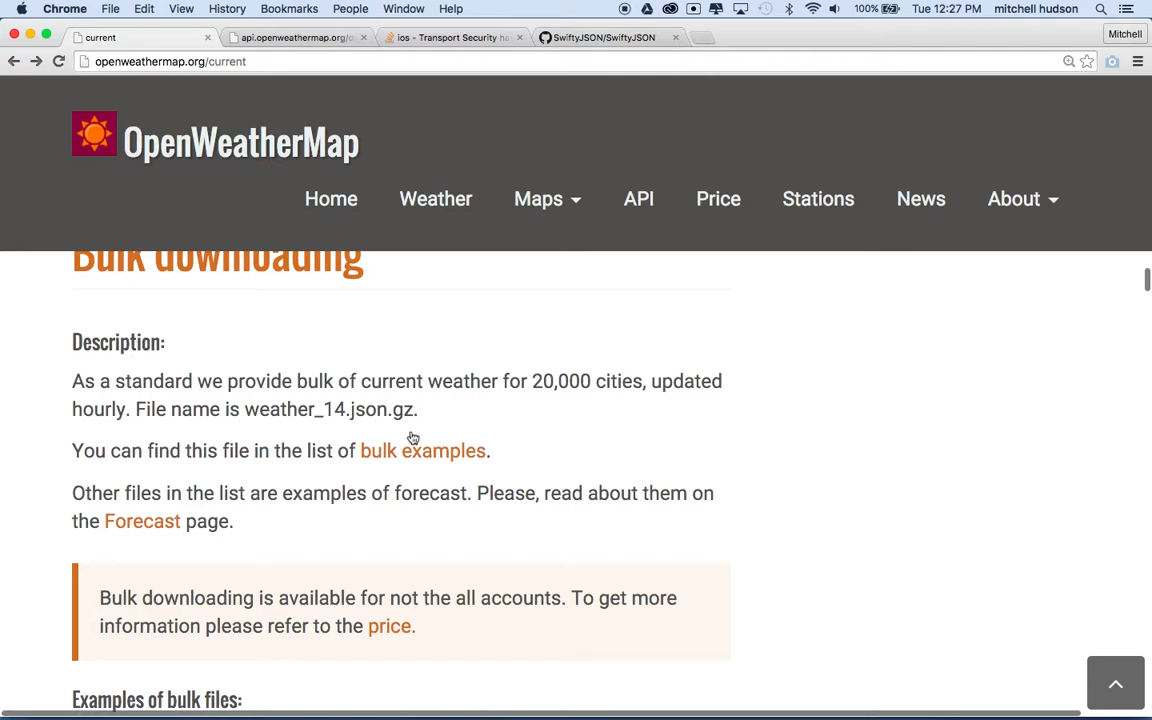 Chrome File Edit View History Bookmarks People Window Help 100% Tue 12:27 PM mitchell hudson
current api.openweathermap.org/ ios - Transport Security ha SwiftyJSON/SwiftyJSON Mitchell
openweathermap.org/current
OpenWeatherMap
Home Weather Maps API Price Stations News About
Bulk downloading
Description:
As a standard we provide bulk of current weather for 20,000 cities, updated
hourly. File name is weather_14.json.gz.
You can find this file in the list of bulk examples.
Other files in the list are examples of forecast. Please, read about them on
the Forecast page.
Bulk downloading is available for not the all accounts. To get more
information please refer to the price.
Examples of bulk files: